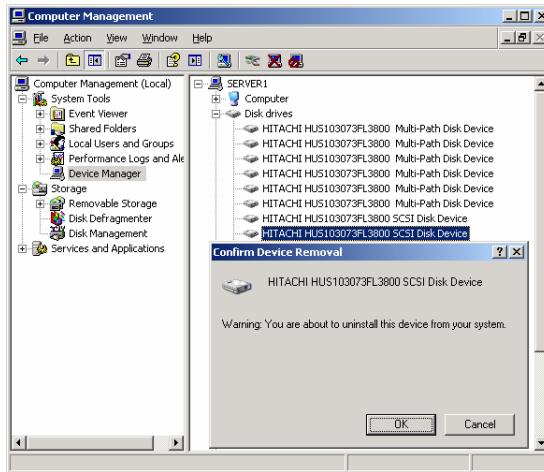 Computer Management
File Action View Window Help
Computer Management (Local)
System Tools
Event Viewer
Shared Folders
Local Users and Groups
Performance Logs and Ale
Device Manager
Storage
Removable Storage
Disk Defragmenter
Disk Management
Services and Applications
SERVER1
Computer
Disk drives
HITACHI HUS103073FL3800 Multi-Path Disk Device
HITACHI HUS103073FL3800 Multi-Path Disk Device
HITACHI HUS103073FL3800 Multi-Path Disk Device
HITACHI HUS103073FL3800 Multi-Path Disk Device
HITACHI HUS103073FL3800 Multi-Path Disk Device
HITACHI HUS103073FL3800 Multi-Path Disk Device
HITACHI HUS103073FL3800 SCSI Disk Device
HITACHI HUS103073FL3800 SCSI Disk Device
Confirm Device Removal
HITACHI HUS103073FL3800 SCSI Disk Device
Warning: You are about to uninstall this device from your system.
OK Cancel